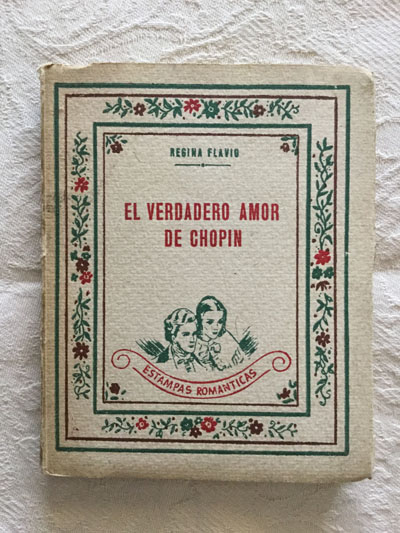 REGINA FLAVIO
EL VERDADERO AMOR
DE CHOPIN
ESTAMPAS ROMANTICAS